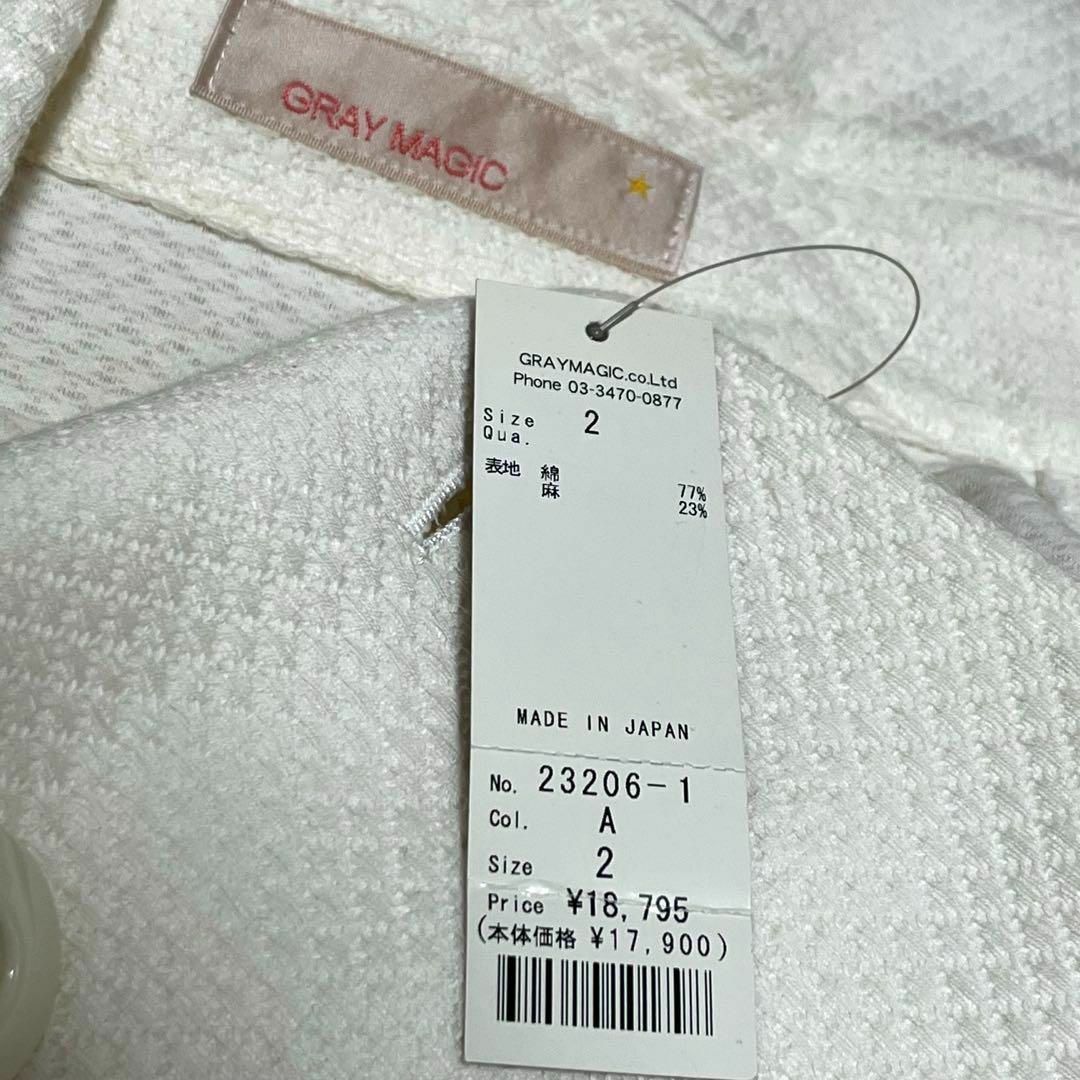 GRAY MAGIC
GRAYMAGIC.co.Ltd
Phone 03-3470-0877
Size 2
Qua.
表地 綿 77%
麻 23%
MADE IN JAPAN
No. 23206-1
Col. A
Size 2
Price ¥18,795
(本体価格 ¥17,900)